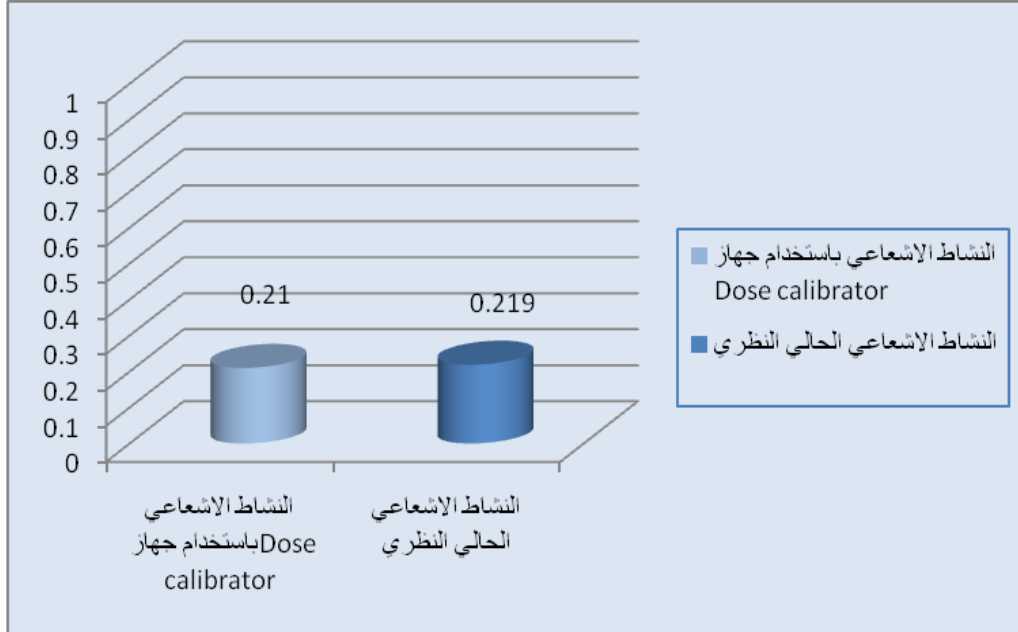 1
0.9
0.8
0.7
0.6
0.5
0.4
0.3
0.2
0.1
0
0.21
0.219
النشاط الاشعاعي
باستخدام جهاز Dose
calibrator
النشاط الاشعاعي
الحالي النظري
النشاط الاشعاعي باستخدام جهاز
Dose calibrator
النشاط الاشعاعي الحالي النظري